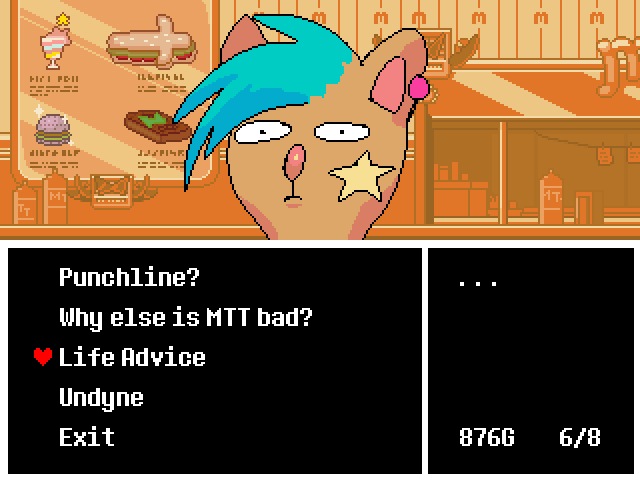 Punchline?
Why else is MTT bad?
Life Advice
Undyne
Exit
...
876G
6/8